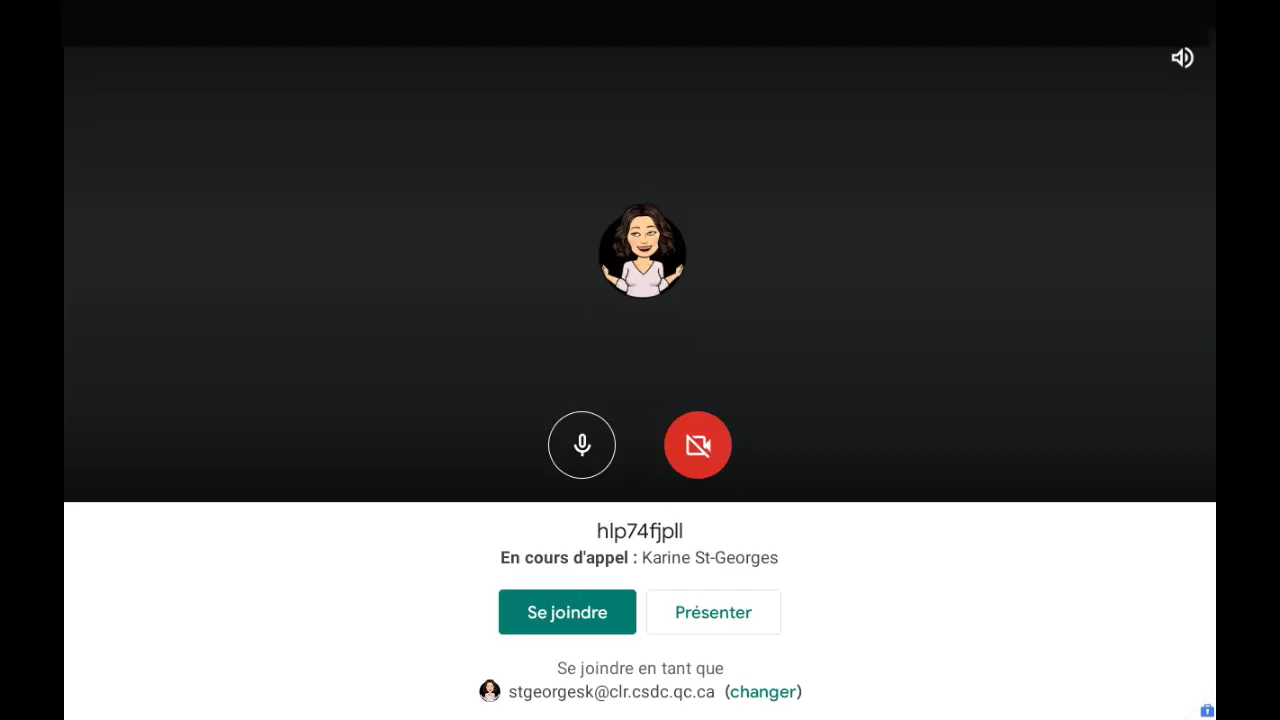 hlp74fjpll
En cours d'appel : Karine St-Georges
Se joindre
Présenter
Se joindre en tant que
stgeorgesk@clr.csdc.qc.ca (changer)